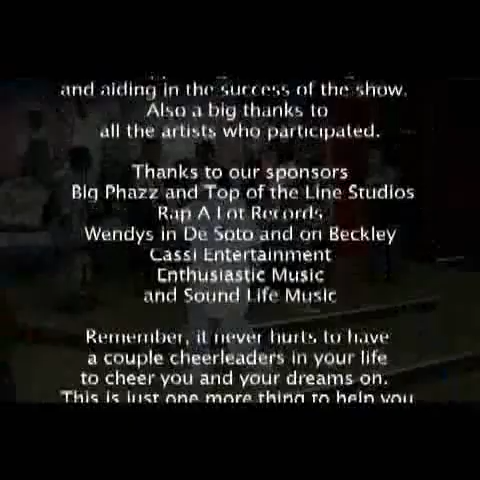 and aiding in the success of the show.
Also a big thanks to
all the artists who participated.
Thanks to our sponsors
Big Phazz and Top of the Line Studios
Rap A Lot Records
Wendys in De Soto and on Beckley
Cassi Entertainment
Enthusiastic Music
and Sound Life Music
Remember, it never hurts to have
a couple cheerleaders in your life
to cheer you and your dreams on.
This is just one more thing to help you